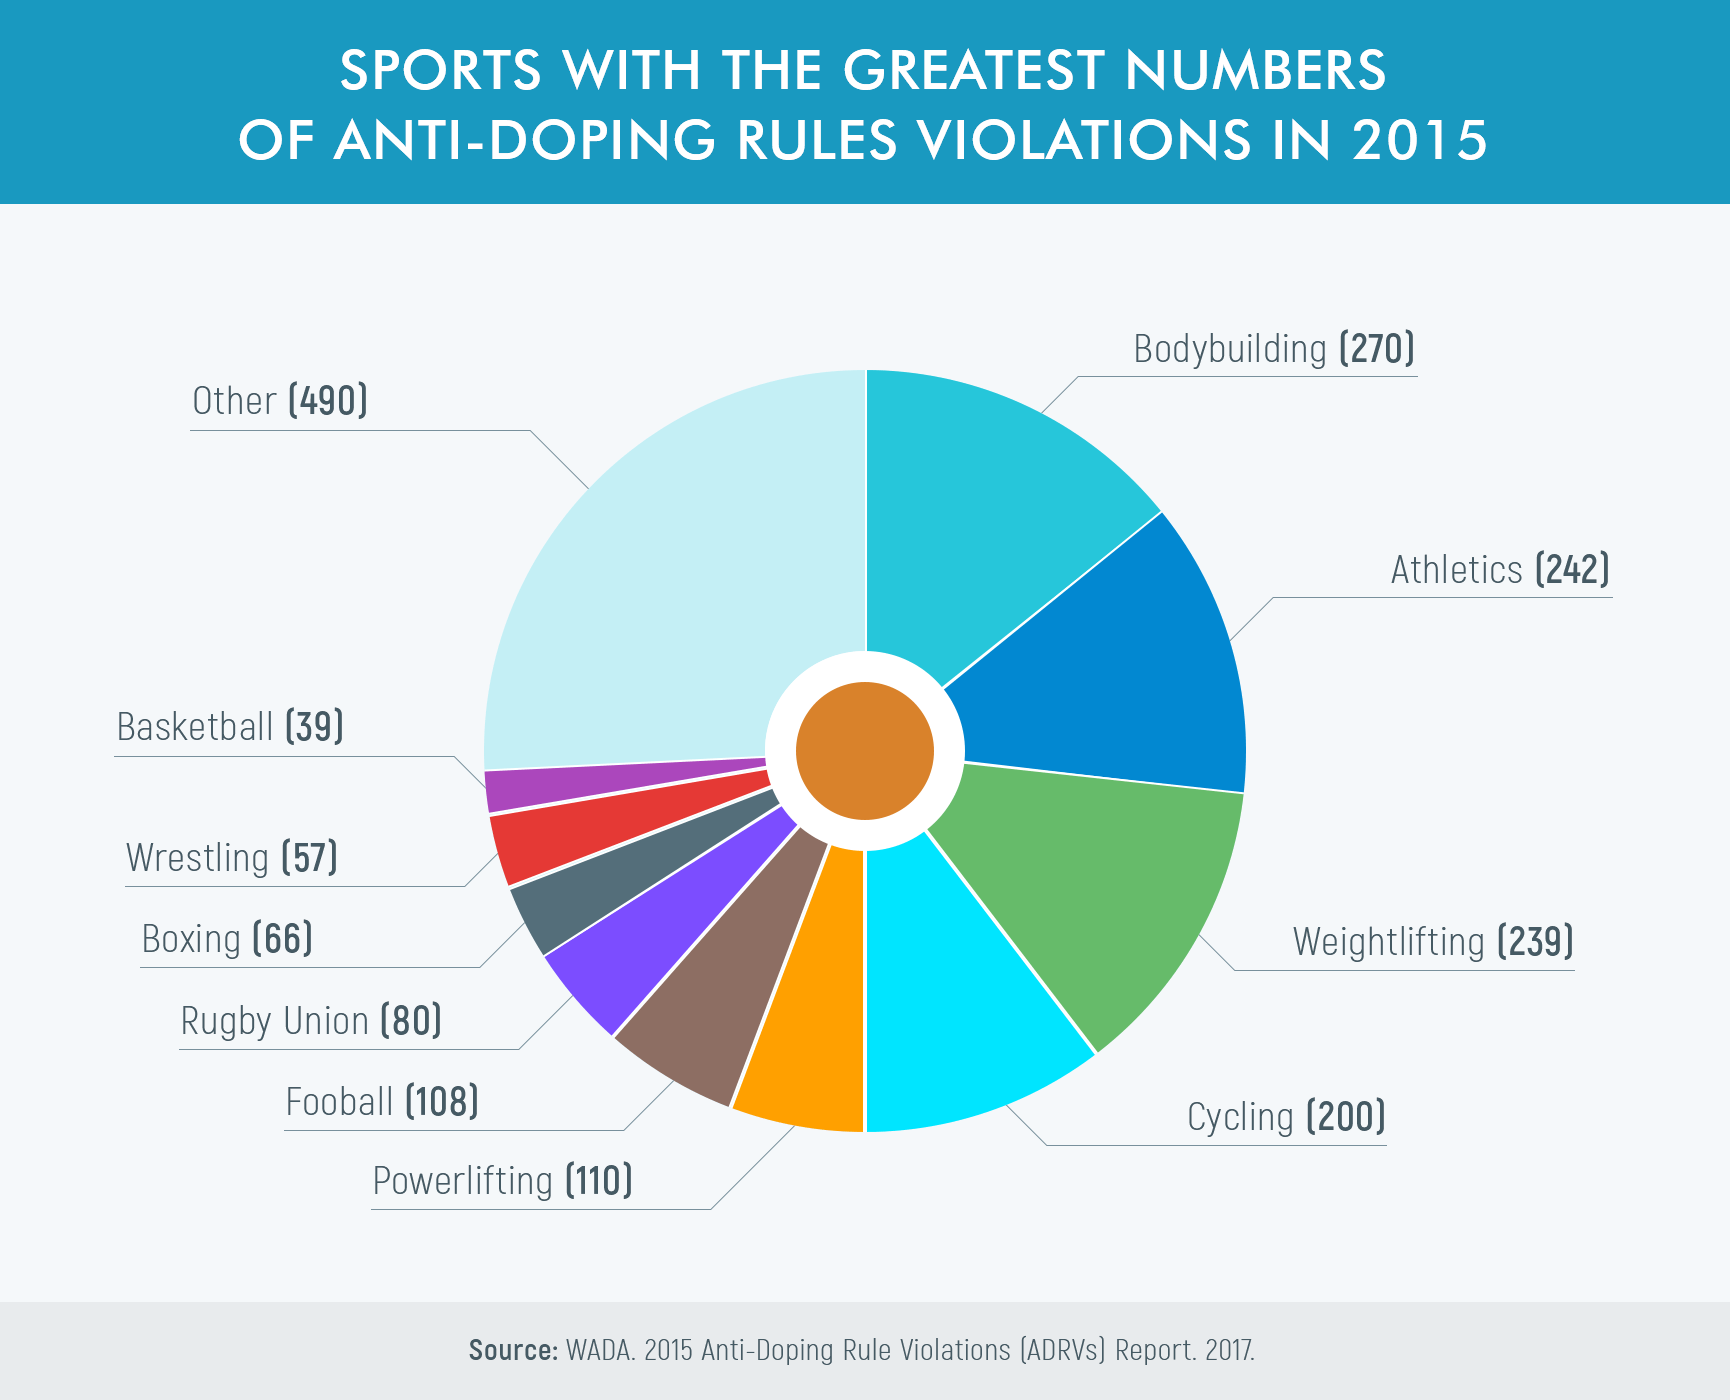 SPORTS WITH THE GREATEST NUMBERS
OF ANTI-DOPING RULES VIOLATIONS IN 2015
Bodybuilding (270)
Other (490)
Athletics (242)
Basketball (39)
Wrestling (57)
Boxing (66)
Weightlifting (239)
Rugby Union (80)
Fooball (108)
Cycling (200)
Powerlifting (110)
Source: WADA. 2015 Anti-Doping Rule Violations (ADRVs) Report. 2017.